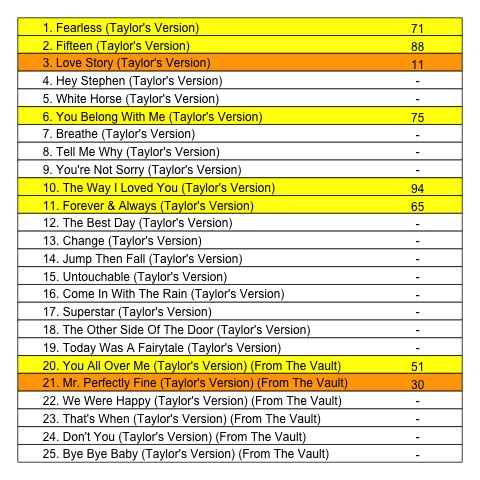 1. Fearless (Taylor's Version) 71
2. Fifteen (Taylor's Version) 88
3. Love Story (Taylor's Version) 11
4. Hey Stephen (Taylor's Version) -
5. White Horse (Taylor's Version) -
6. You Belong With Me (Taylor's Version) 75
7. Breathe (Taylor's Version) -
8. Tell Me Why (Taylor's Version) -
9. You're Not Sorry (Taylor's Version) -
10. The Way I Loved You (Taylor's Version) 94
11. Forever & Always (Taylor's Version) 65
12. The Best Day (Taylor's Version) -
13. Change (Taylor's Version) -
14. Jump Then Fall (Taylor's Version) -
15. Untouchable (Taylor's Version) -
16. Come In With The Rain (Taylor's Version) -
17. Superstar (Taylor's Version) -
18. The Other Side Of The Door (Taylor's Version) -
19. Today Was A Fairytale (Taylor's Version) -
20. You All Over Me (Taylor's Version) (From The Vault) 51
21. Mr. Perfectly Fine (Taylor's Version) (From The Vault) 30
22. We Were Happy (Taylor's Version) (From The Vault) -
23. That's When (Taylor's Version) (From The Vault) -
24. Don't You (Taylor's Version) (From The Vault) -
25. Bye Bye Baby (Taylor's Version) (From The Vault) -